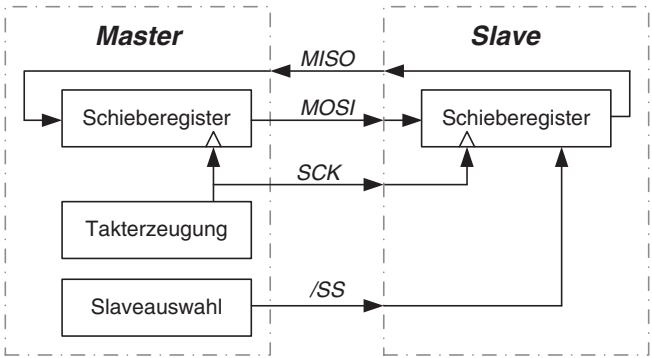 Master
Slave
MISO
Schieberegister
MOSI
Schieberegister
SCK
Takterzeugung
Slaveauswahl
/SS